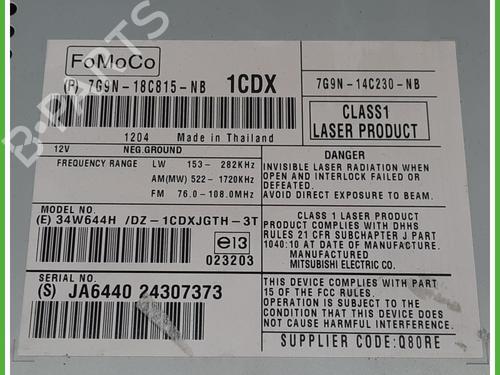 FoMoCo
(P) 7G9N-18C815-NB 1CDX
7G9N-14C230-NB
CLASS1
LASER PRODUCT
1204 Made in Thailand
12V NEG.GROUND
FREQUENCY RANGE LW 153- 282KHz
AM(MW) 522- 1720KHz
FM 76.0-108.0MHz
DANGER
INVISIBLE LASER RADIATION WHEN
OPEN AND INTERLOCK FAILED OR
DEFEATED.
AVOID DIRECT EXPOSURE TO BEAM.
MODEL NO.
(E) 34W644H /DZ-1CDXJGTH-3T
e13
023203
CLASS 1 LASER PRODUCT
PRODUCT COMPLIES WITH DHHS
RULES 21 CFR SUBCHAPTER J PART
1040:10 AT DATE OF MANUFACTURE.
MANUFACTURED
MITSUBISHI ELECTRIC CO.
SERIAL NO.
(S) JA6440 24307373
THIS DEVICE COMPLIES WITH PART
15 OF THE FCC RULES.
OPERATION IS SUBJECT TO THE
CONDITION THAT THIS DEVICE DOES
NOT CAUSE HARMFUL INTERFERENCE.
SUPPLIER CODE:Q80RE
B-PARTS